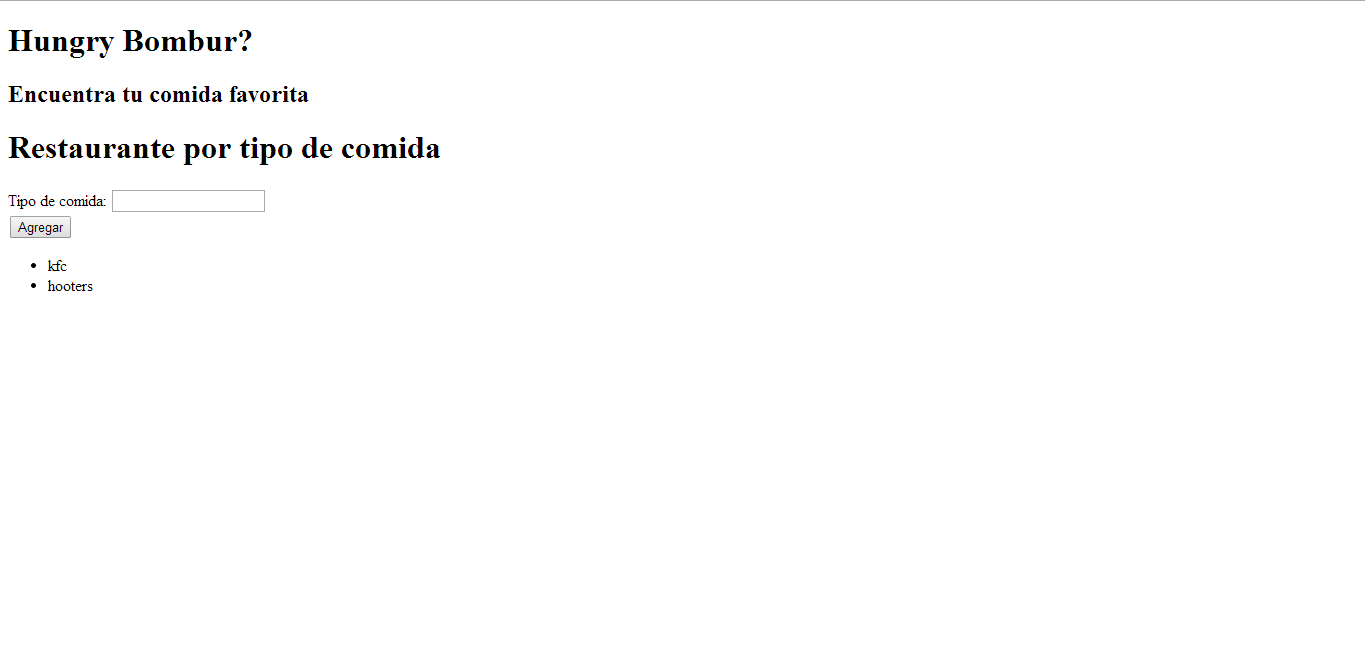 Hungry Bombur?
Encuentra tu comida favorita
Restaurante por tipo de comida
Tipo de comida:
Agregar
kfc
hooters